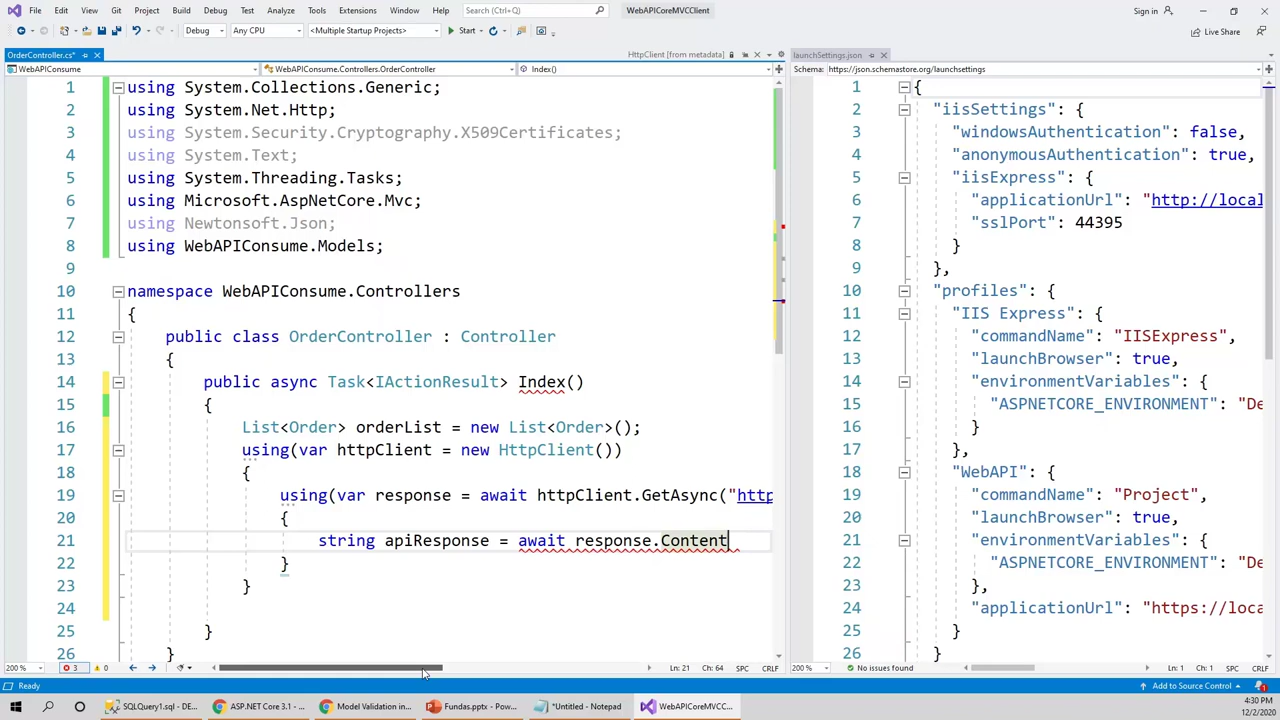 File Edit View Git Project Build Debug Test Analyze Tools Extensions Window Help Search (Ctrl+Q) WebAPICoreMVCClient Sign in
Debug Any CPU <Multiple Startup Projects> Start Live Share
OrderController.cs* HttpClient [from metadata] launchSettings.json
WebAPIConsume WebAPIConsume.Controllers.OrderController Index() Schema: https://json.schemastore.org/launchsettings
1 using System.Collections.Generic;
2 using System.Net.Http;
3 using System.Security.Cryptography.X509Certificates;
4 using System.Text;
5 using System.Threading.Tasks;
6 using Microsoft.AspNetCore.Mvc;
7 using Newtonsoft.Json;
8 using WebAPIConsume.Models;
9
10 namespace WebAPIConsume.Controllers
11 {
12 public class OrderController : Controller
13 {
14 public async Task<IActionResult> Index()
15 {
16 List<Order> orderList = new List<Order>();
17 using(var httpClient = new HttpClient())
18 {
19 using(var response = await httpClient.GetAsync("http
20 {
21 string apiResponse = await response.Content
22 }
23 }
24
25 }
26 }
1 {
2 "iisSettings": {
3 "windowsAuthentication": false,
4 "anonymousAuthentication": true,
5 "iisExpress": {
6 "applicationUrl": "http://local
7 "sslPort": 44395
8 }
9 },
10 "profiles": {
11 "IIS Express": {
12 "commandName": "IISExpress",
13 "launchBrowser": true,
14 "environmentVariables": {
15 "ASPNETCORE_ENVIRONMENT": "De
16 }
17 },
18 "WebAPI": {
19 "commandName": "Project",
20 "launchBrowser": true,
21 "environmentVariables": {
22 "ASPNETCORE_ENVIRONMENT": "De
23 },
24 "applicationUrl": "https://loca
25 }
26 }
200 % 3 0 Ln: 21 Ch: 64 SPC CRLF 200 % No issues found Ln: 1 Ch: 1 SPC CRLF
Ready Add to Source Control 1
SQLQuery1.sql - DE... ASP.NET Core 3.1 - ... Model Validation in... Fundas.pptx - Pow... *Untitled - Notepad WebAPICoreMVCC... 4:30 PM
12/2/2020